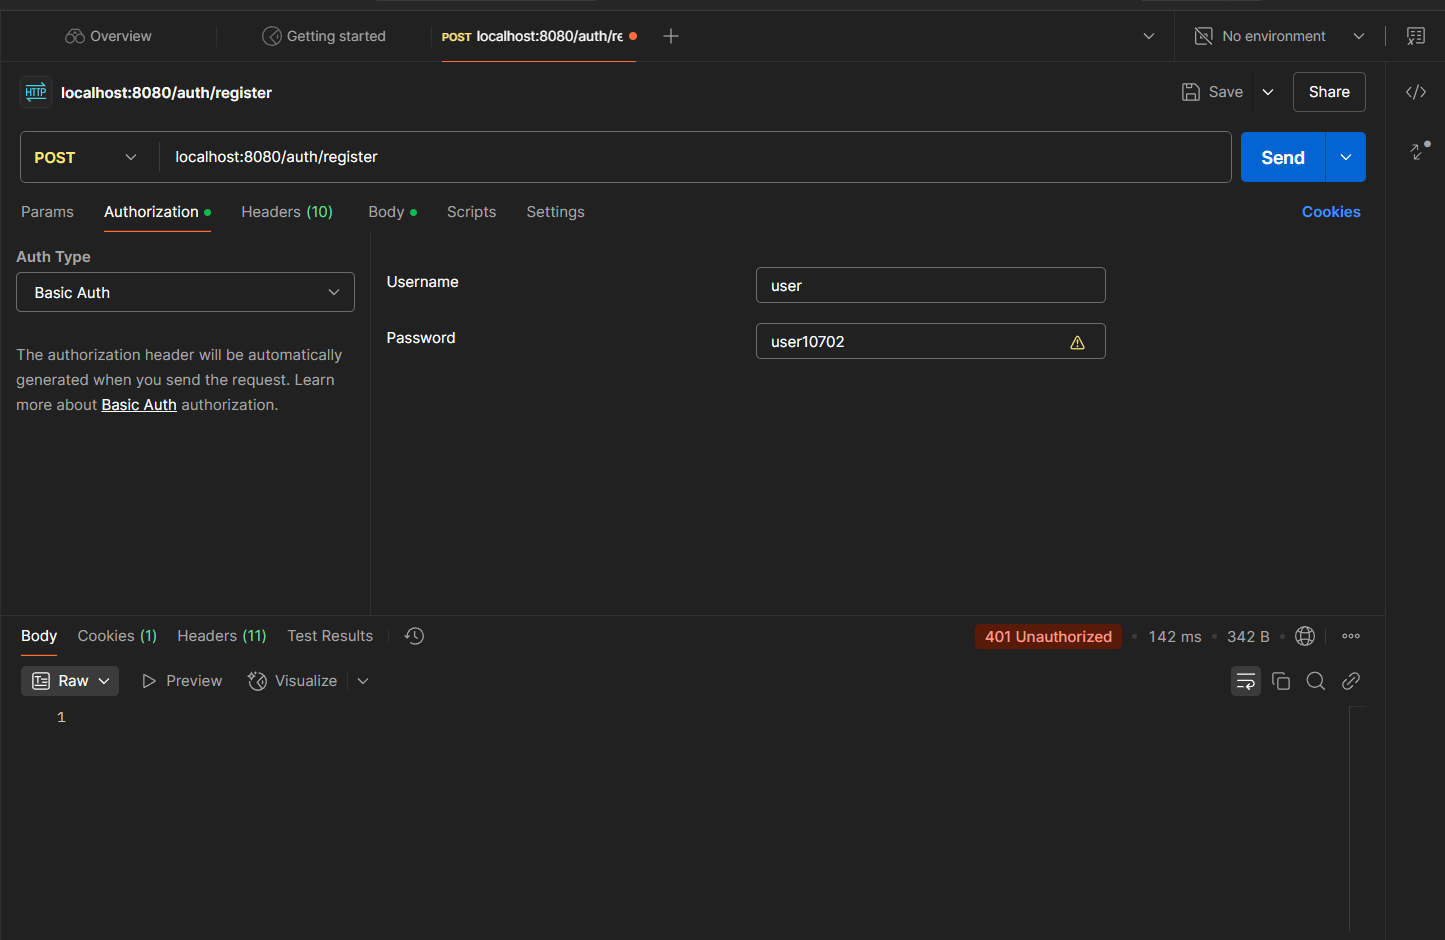 Overview
Getting started
POST localhost:8080/auth/re
No environment
HTTP localhost:8080/auth/register
Save
Share
POST
localhost:8080/auth/register
Send
Params
Authorization
Headers (10)
Body
Scripts
Settings
Cookies
Auth Type
Basic Auth
The authorization header will be automatically
generated when you send the request. Learn
more about Basic Auth authorization.
Username
user
Password
user10702
Body
Cookies (1)
Headers (11)
Test Results
401 Unauthorized
142 ms
342 B
Raw
Preview
Visualize
1